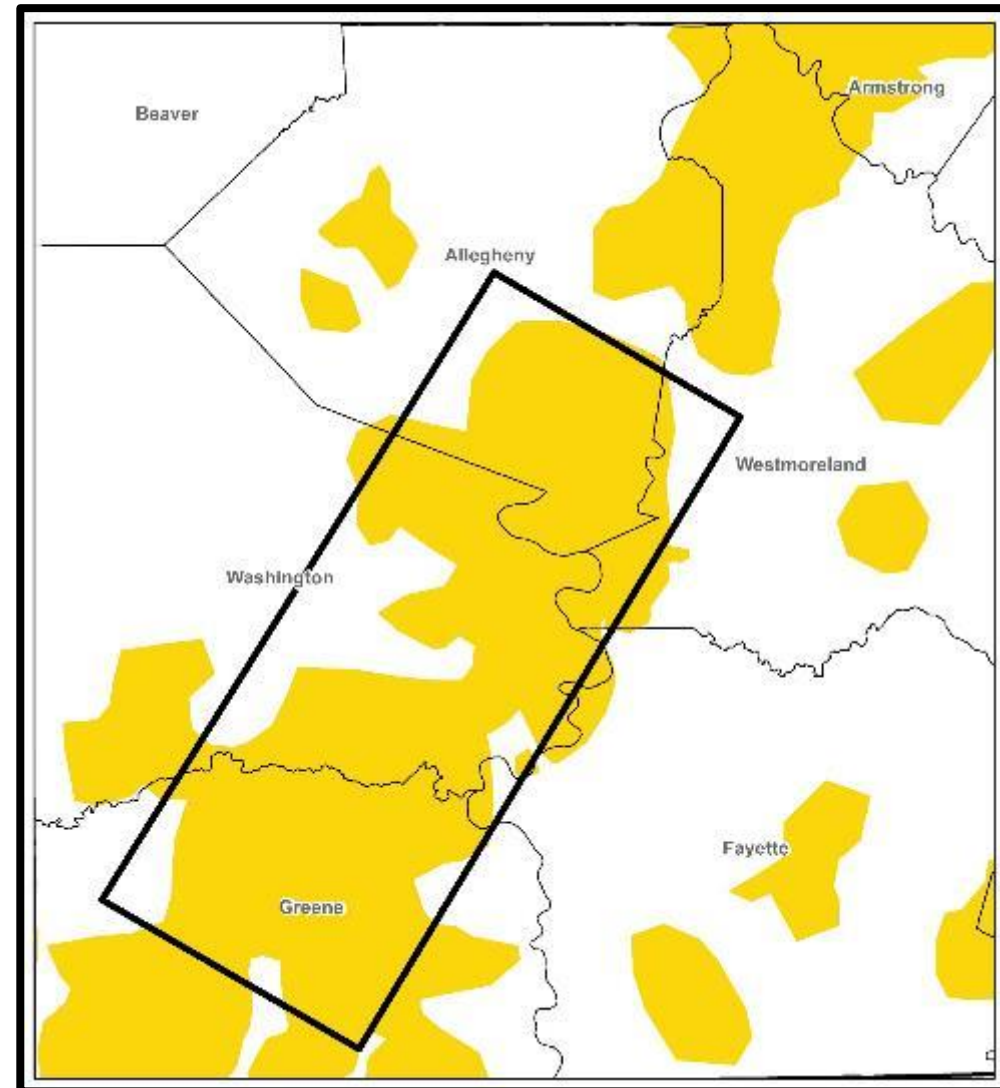 Armstrong
Beaver
Allegheny
Westmoreland
Washington
Fayette
Greene